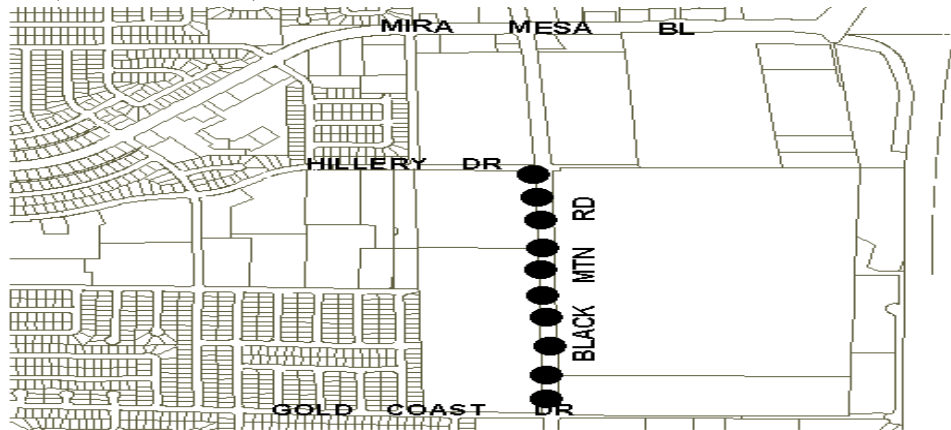 MIRA MESA BL
HILLERY DR
BLACK MTN RD
GOLD COAST DR